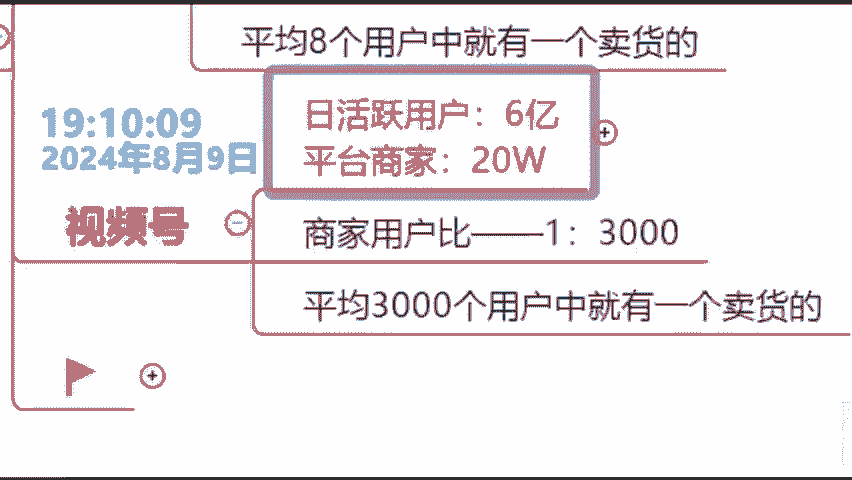 平均8个用户中就有一个卖货的
日活跃用户：6亿
19:10:09
平台商家：20W
2024年8月9日
视频号
商家用户比——1：3000
平均3000个用户中就有一个卖货的